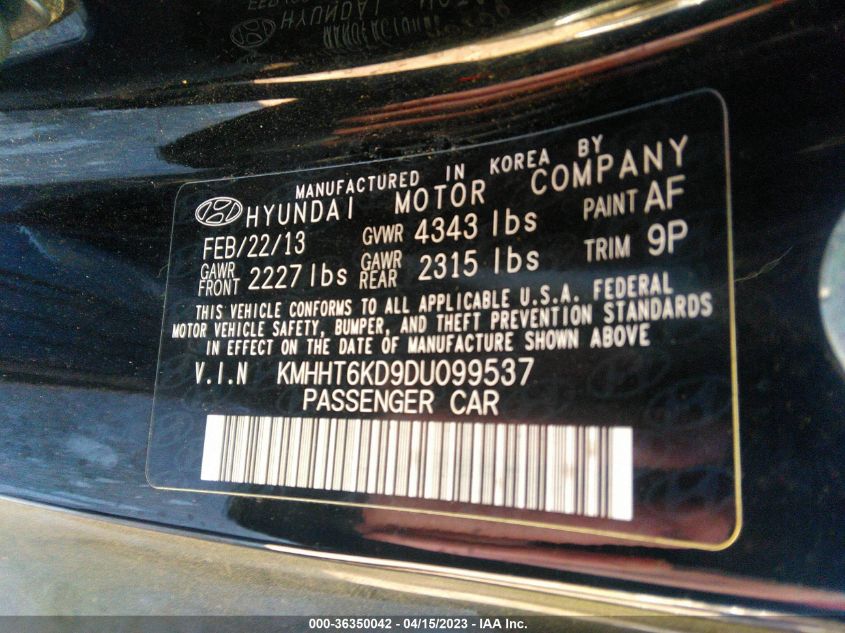 MANUFACTURED IN KOREA BY
HYUNDAI MOTOR COMPANY
FEB/22/13 GVWR 4343 lbs PAINT AF
GAWR FRONT 2227 lbs GAWR REAR 2315 lbs TRIM 9P
THIS VEHICLE CONFORMS TO ALL APPLICABLE U.S.A. FEDERAL
MOTOR VEHICLE SAFETY, BUMPER, AND THEFT PREVENTION STANDARDS
IN EFFECT ON THE DATE OF MANUFACTURE SHOWN ABOVE
V.I.N KMHHT6KD9DU099537
PASSENGER CAR
000-36350042 - 04/15/2023 - IAA Inc.